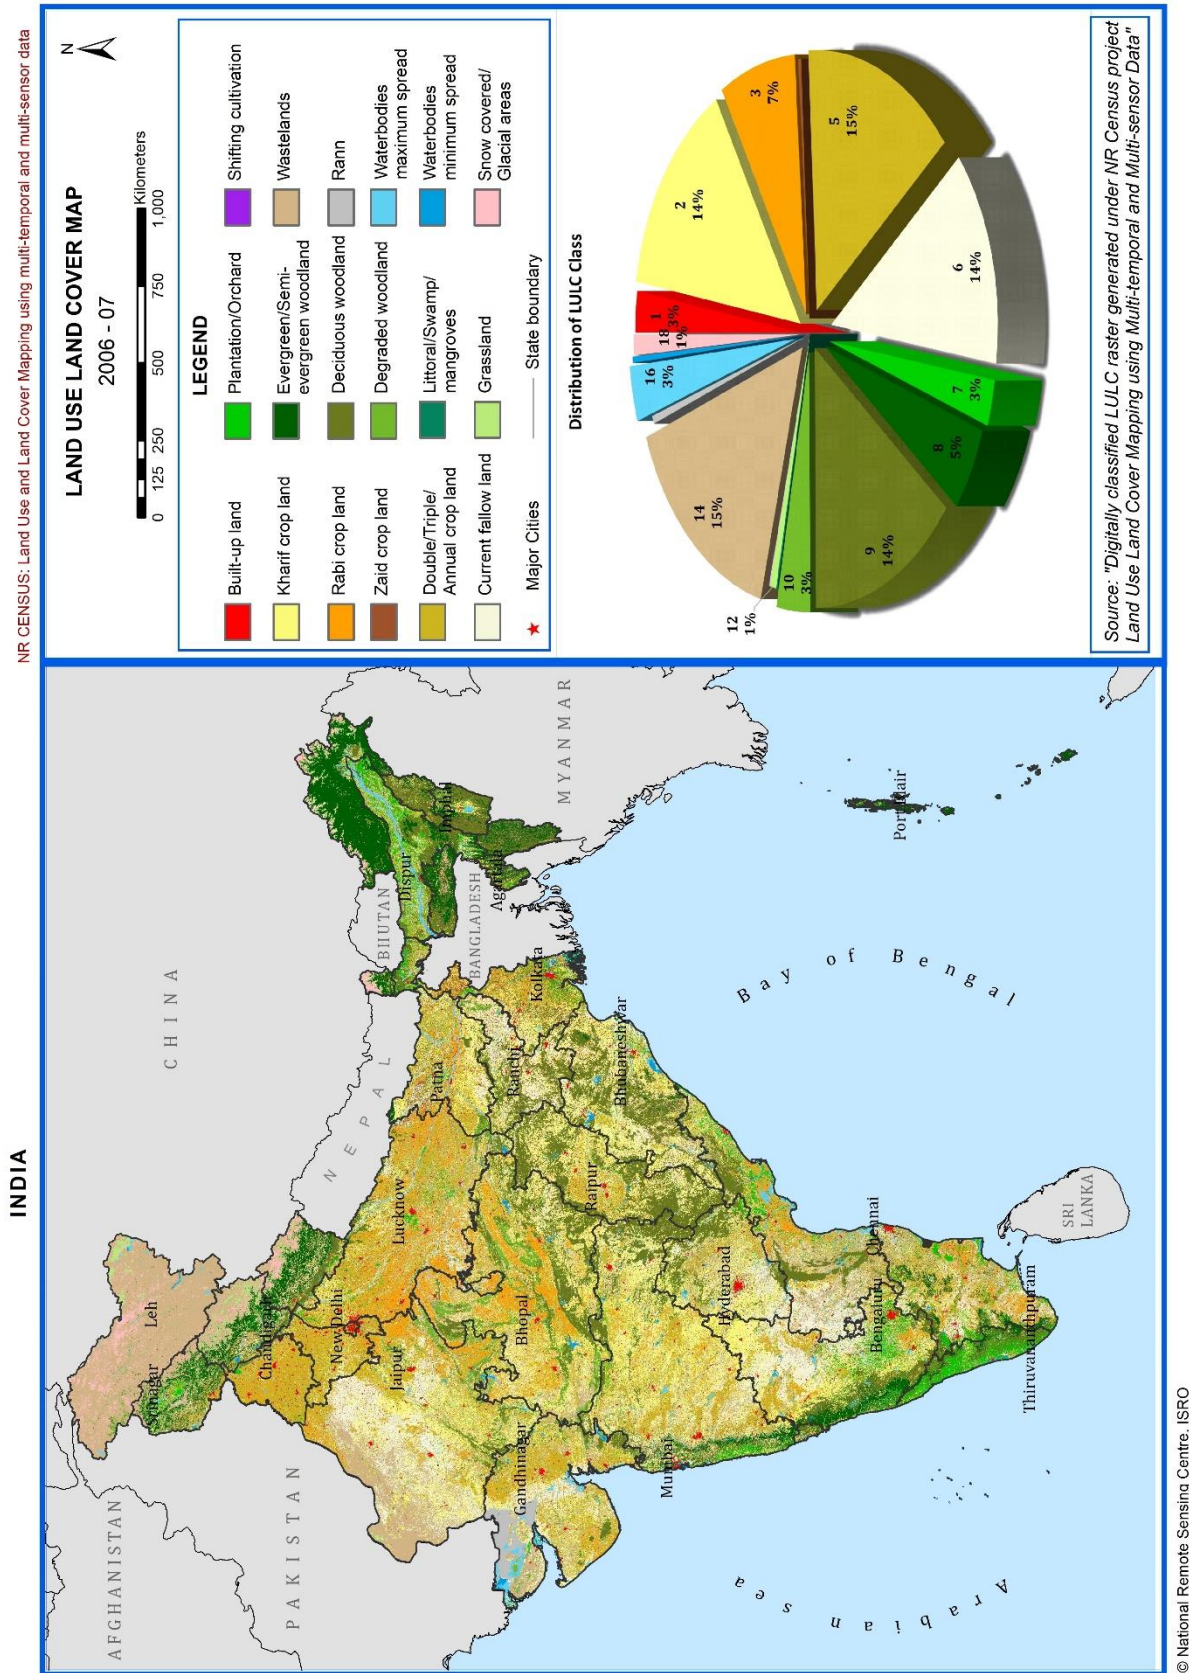 NR CENSUS: Land Use and Land Cover Mapping using multi-temporal and multi-sensor data
INDIA
CHINA
AFGHANISTAN
PAKISTAN
NEPAL
BHUTAN
BANGLADESH
MYANMAR
SRI
LANKA
Bay of Bengal
Arabian sea
Leh
Srinagar
Chandigarh
New Delhi
Jaipur
Lucknow
Patna
Dispur
Imphal
Agartala
Gandhinagar
Bhopal
Ranchi
Kolkata
Raipur
Bhubaneshwar
Mumbai
Hyderabad
Bengaluru
Chennai
Thiruvananthpuram
Port Blair
LAND USE LAND COVER MAP
2006 - 07
N
0 125 250 500 750 1,000
Kilometers
LEGEND
Built-up land
Kharif crop land
Rabi crop land
Zaid crop land
Double/Triple/
Annual crop land
Current fallow land
Major Cities
Plantation/Orchard
Evergreen/Semi-
evergreen woodland
Deciduous woodland
Degraded woodland
Littoral/Swamp/
mangroves
Grassland
State boundary
Shifting cultivation
Wastelands
Rann
Waterbodies
maximum spread
Waterbodies
minimum spread
Snow covered/
Glacial areas
Distribution of LULC Class
1
3%
2
14%
3
7%
5
15%
6
14%
7
3%
8
5%
9
14%
10
3%
12
1%
14
15%
16
3%
18
1%
Source: "Digitally classified LULC raster generated under NR Census project
Land Use Land Cover Mapping using Multi-temporal and Multi-sensor Data"
© National Remote Sensing Centre, ISRO